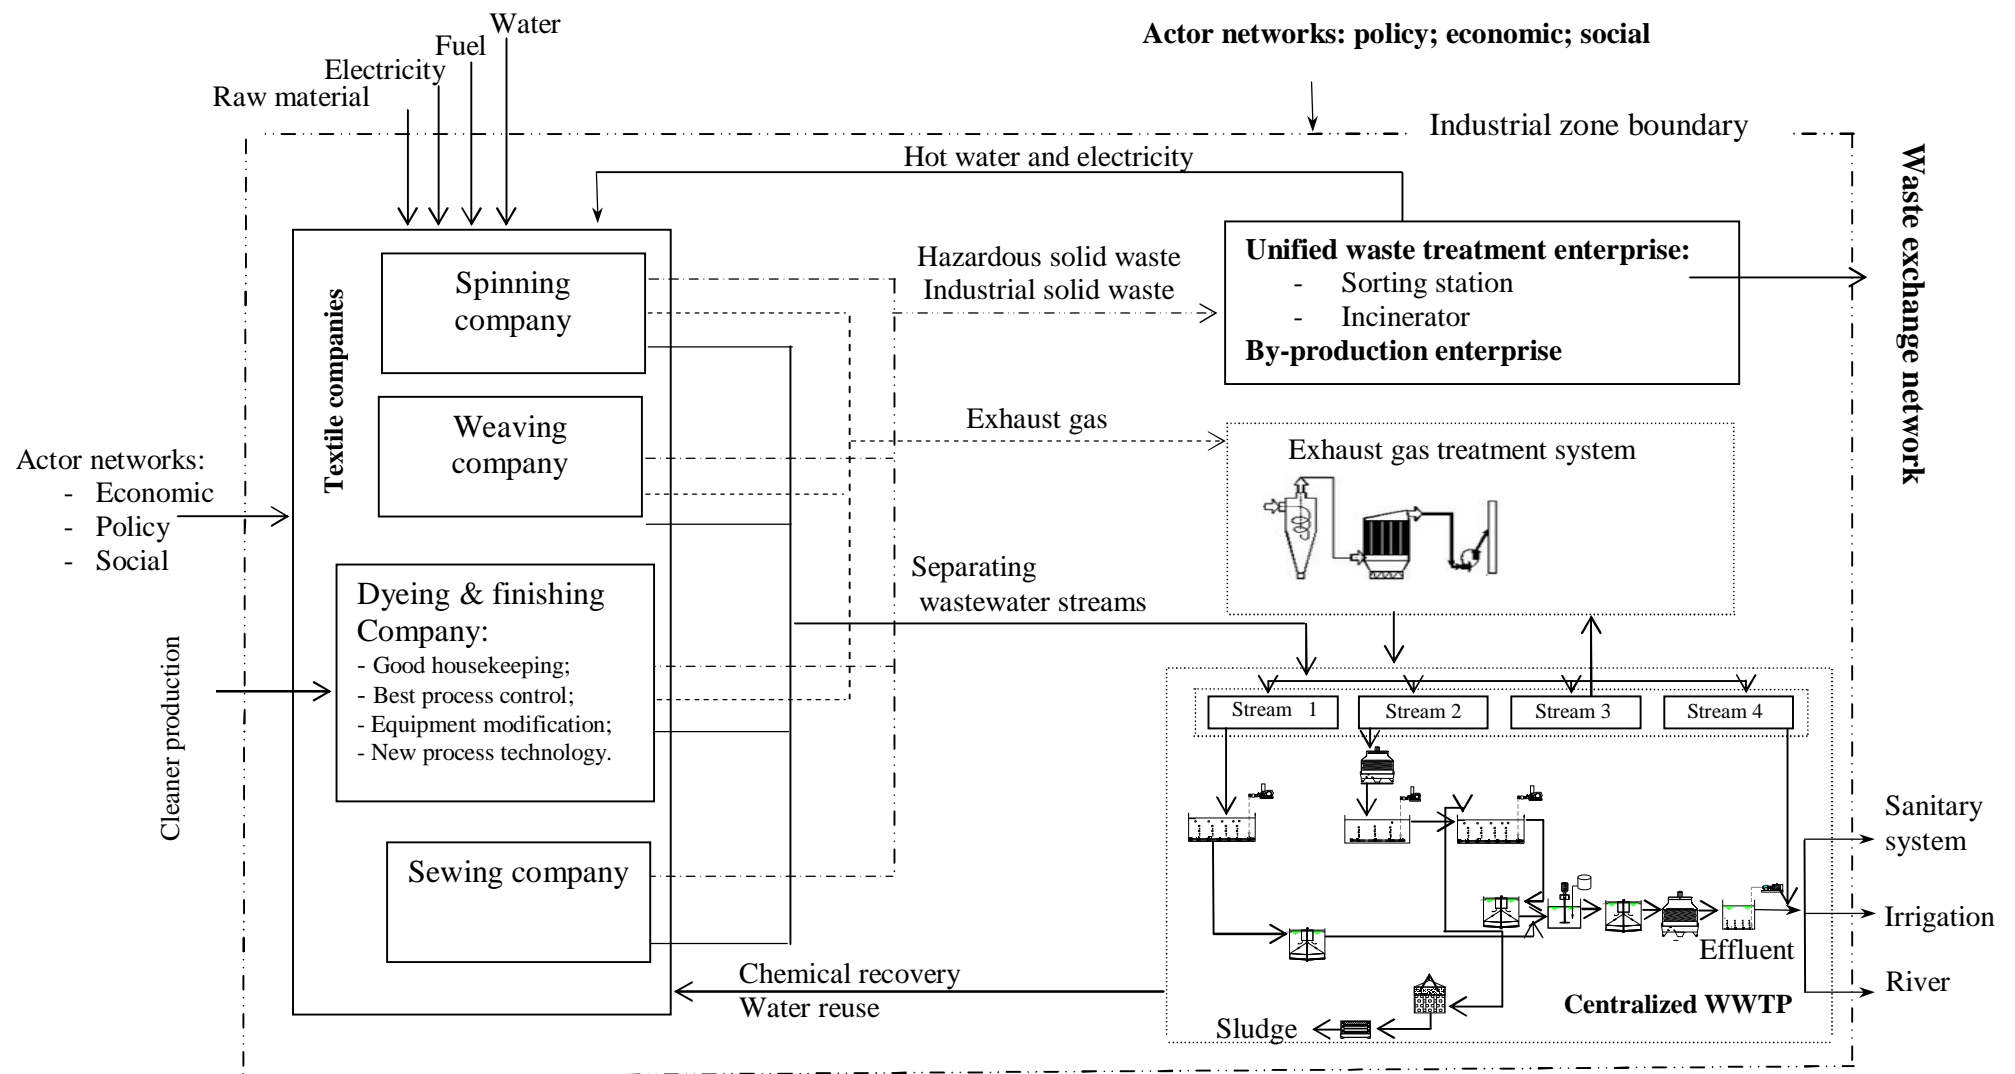 Water
Fuel
Electricity
Raw material
Actor networks: policy; economic; social
Industrial zone boundary
Hot water and electricity
Waste exchange network
Textile companies
Spinning
company
Hazardous solid waste
Industrial solid waste
Unified waste treatment enterprise:
- Sorting station
- Incinerator
By-production enterprise
Weaving
company
Exhaust gas
Exhaust gas treatment system
Actor networks:
- Economic
- Policy
- Social
Separating
wastewater streams
Dyeing & finishing
Company:
- Good housekeeping;
- Best process control;
- Equipment modification;
- New process technology.
Cleaner production
Stream 1
Stream 2
Stream 3
Stream 4
Sewing company
Sanitary
system
Irrigation
River
Effluent
Chemical recovery
Water reuse
Centralized WWTP
Sludge